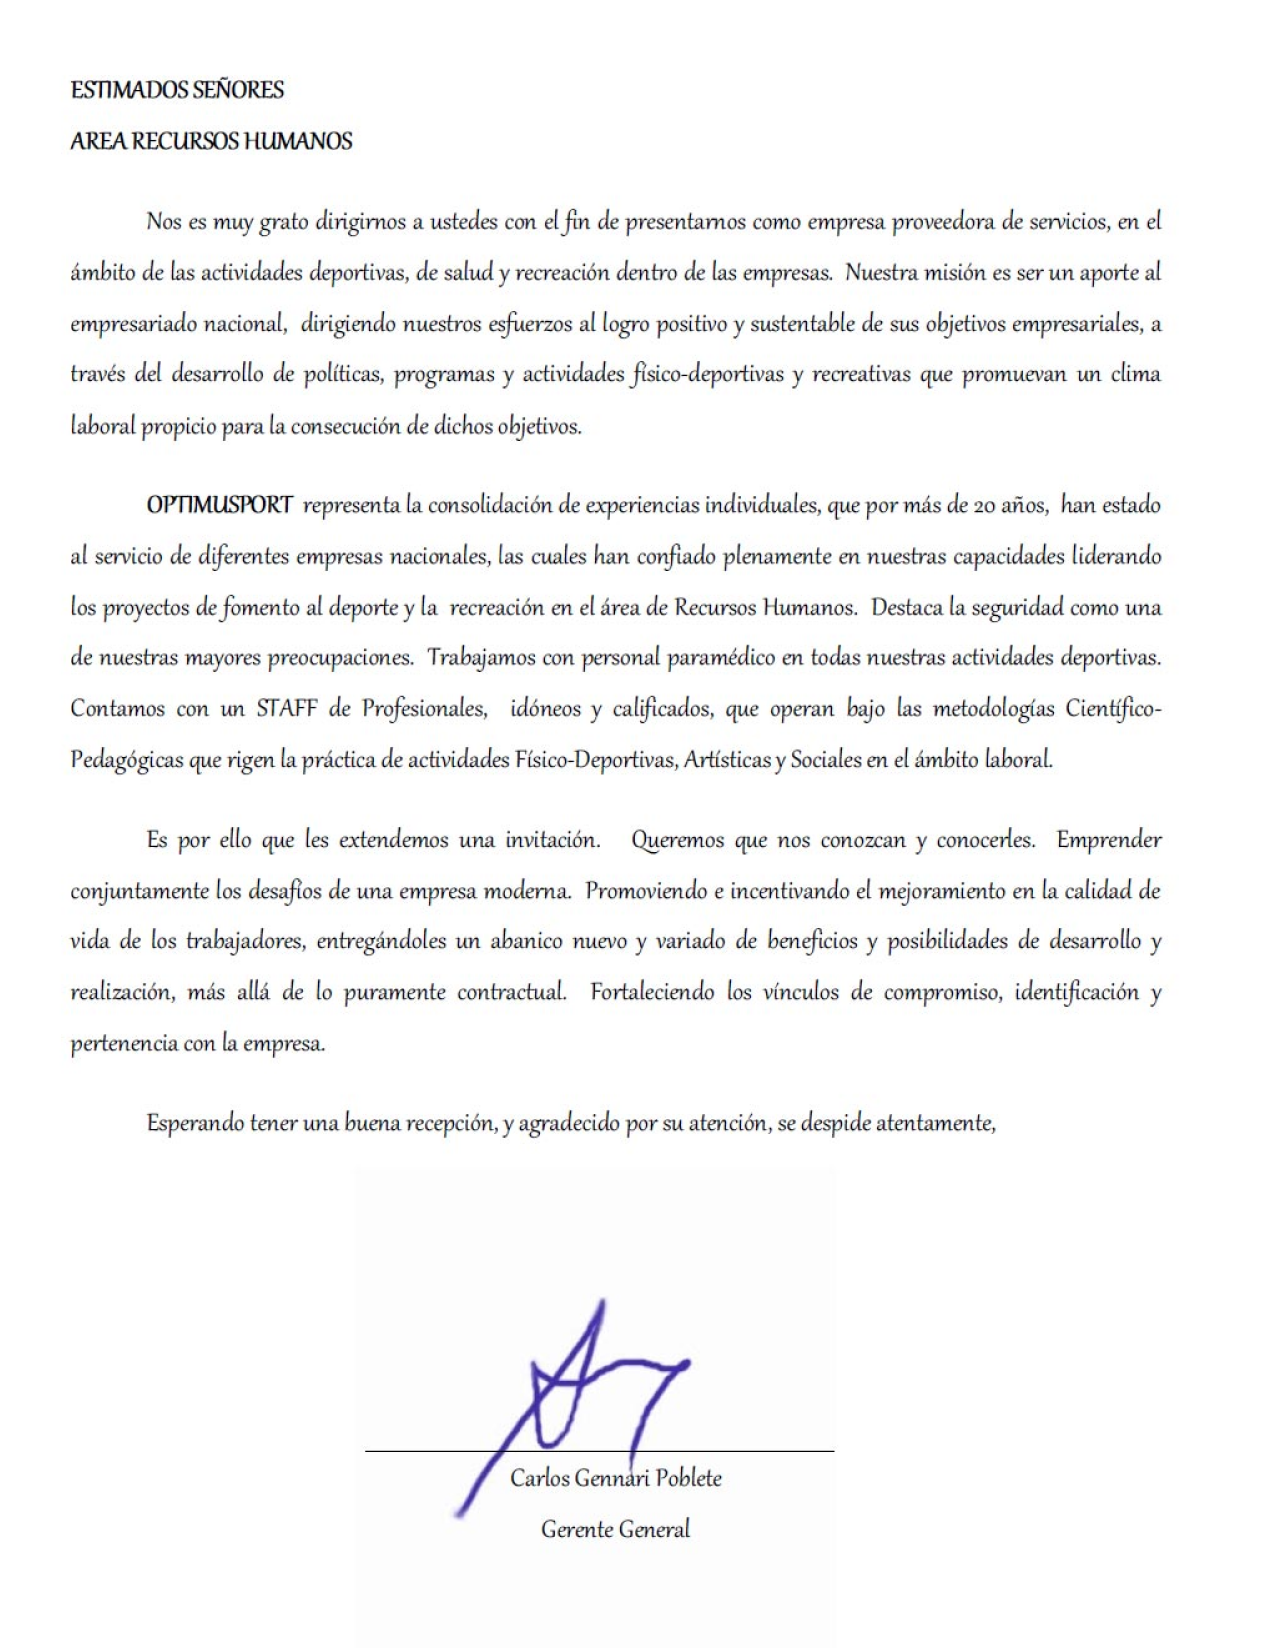 ESTIMADOS SEÑORES
AREA RECURSOS HUMANOS
Nos es muy grato dirigirnos a ustedes con el fin de presentarnos como empresa proveedora de servicios, en el
ámbito de las actividades deportivas, de salud y recreación dentro de las empresas. Nuestra misión es ser un aporte al
empresariado nacional, dirigiendo nuestros esfuerzos al logro positivo y sustentable de sus objetivos empresariales, a
través del desarrollo de políticas, programas y actividades físico-deportivas y recreativas que promuevan un clima
laboral propicio para la consecución de dichos objetivos.
OPTIMUSPORT representa la consolidación de experiencias individuales, que por más de 20 años, han estado
al servicio de diferentes empresas nacionales, las cuales han confiado plenamente en nuestras capacidades liderando
los proyectos de fomento al deporte y la recreación en el área de Recursos Humanos. Destaca la seguridad como una
de nuestras mayores preocupaciones. Trabajamos con personal paramédico en todas nuestras actividades deportivas.
Contamos con un STAFF de Profesionales, idóneos y calificados, que operan bajo las metodologías Científico-
Pedagógicas que rigen la práctica de actividades Físico-Deportivas, Artísticas y Sociales en el ámbito laboral.
Es por ello que les extendemos una invitación. Queremos que nos conozcan y conocerles. Emprender
conjuntamente los desafíos de una empresa moderna. Promoviendo e incentivando el mejoramiento en la calidad de
vida de los trabajadores, entregándoles un abanico nuevo y variado de beneficios y posibilidades de desarrollo y
realización, más allá de lo puramente contractual. Fortaleciendo los vínculos de compromiso, identificación y
pertenencia con la empresa.
Esperando tener una buena recepción, y agradecido por su atención, se despide atentamente,
Carlos Gennari Poblete
Gerente General